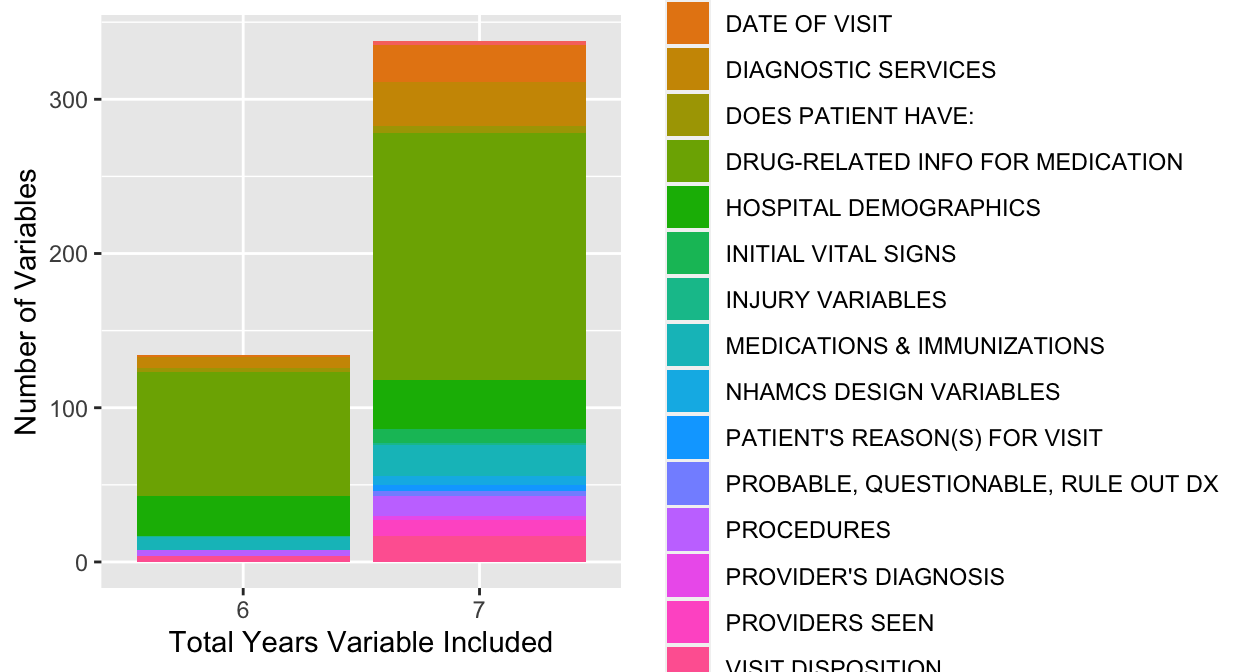 300
200
100
0
Number of Variables
6
7
Total Years Variable Included
DATE OF VISIT
DIAGNOSTIC SERVICES
DOES PATIENT HAVE:
DRUG-RELATED INFO FOR MEDICATION
HOSPITAL DEMOGRAPHICS
INITIAL VITAL SIGNS
INJURY VARIABLES
MEDICATIONS & IMMUNIZATIONS
NHAMCS DESIGN VARIABLES
PATIENT'S REASON(S) FOR VISIT
PROBABLE, QUESTIONABLE, RULE OUT DX
PROCEDURES
PROVIDER'S DIAGNOSIS
PROVIDERS SEEN
VISIT DISPOSITION